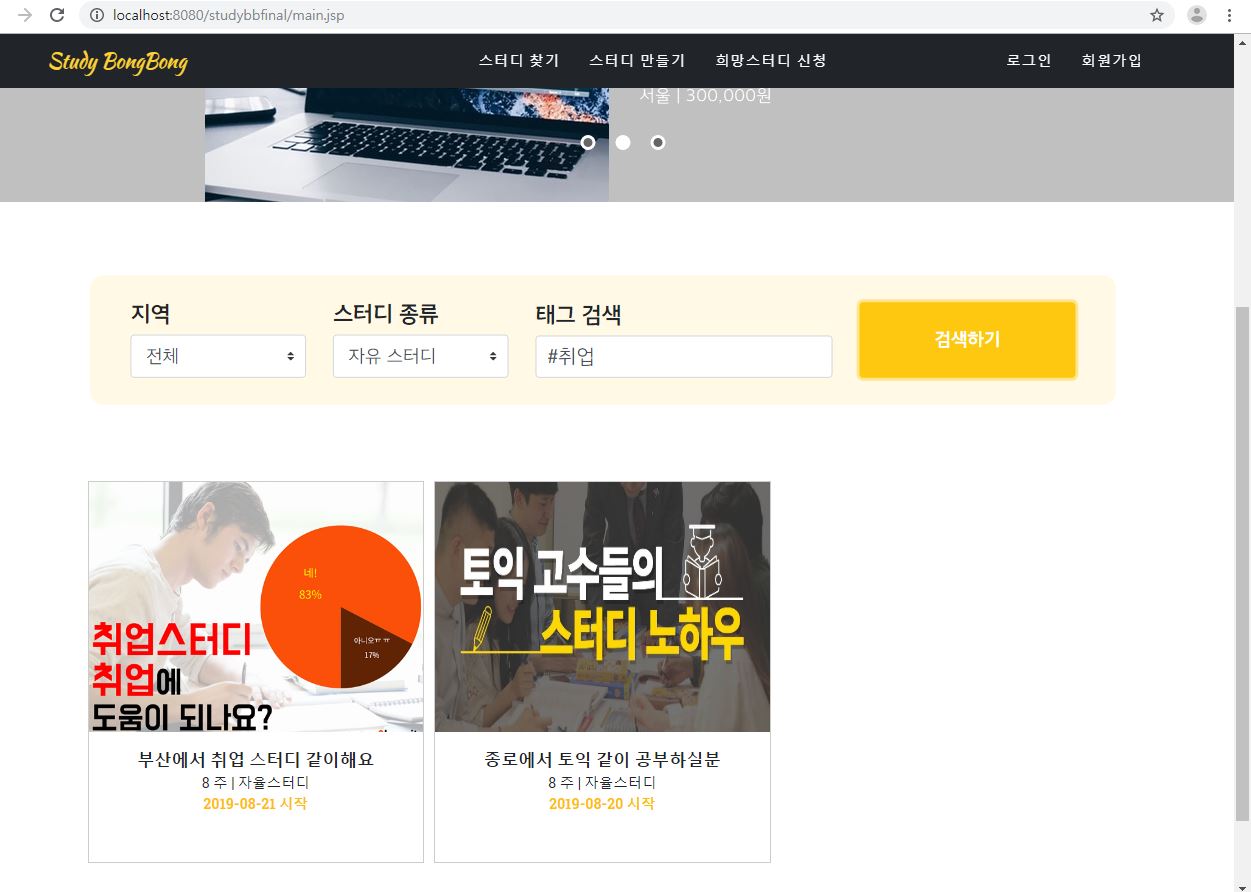 localhost:8080/studybbfinal/main.jsp
Study BongBong
스터디 찾기
스터디 만들기
희망스터디 신청
로그인
회원가입
서울 | 300,000원
지역
스터디 종류
태그 검색
전체
자유 스터디
#취업
검색하기
네!
83%
아니오ㅠㅠ
17%
취업스터디
취업에
도움이 되나요?
토익 고수들의
스터디 노하우
부산에서 취업 스터디 같이해요
8 주 | 자율스터디
2019-08-21 시작
종로에서 토익 같이 공부하실분
8 주 | 자율스터디
2019-08-20 시작